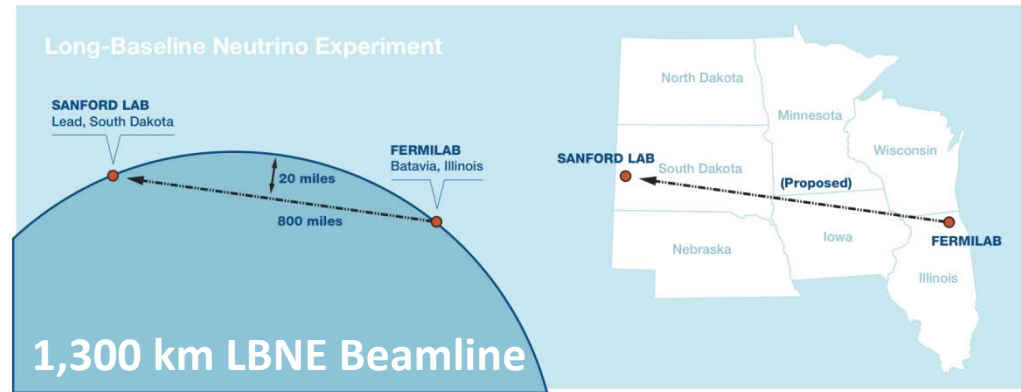 Long-Baseline Neutrino Experiment
SANFORD LAB
Lead, South Dakota
FERMILAB
Batavia, Illinois
20 miles
800 miles
1,300 km LBNE Beamline
North Dakota
Minnesota
SANFORD LAB
South Dakota
Wisconsin
(Proposed)
Iowa
FERMILAB
Nebraska
Illinois